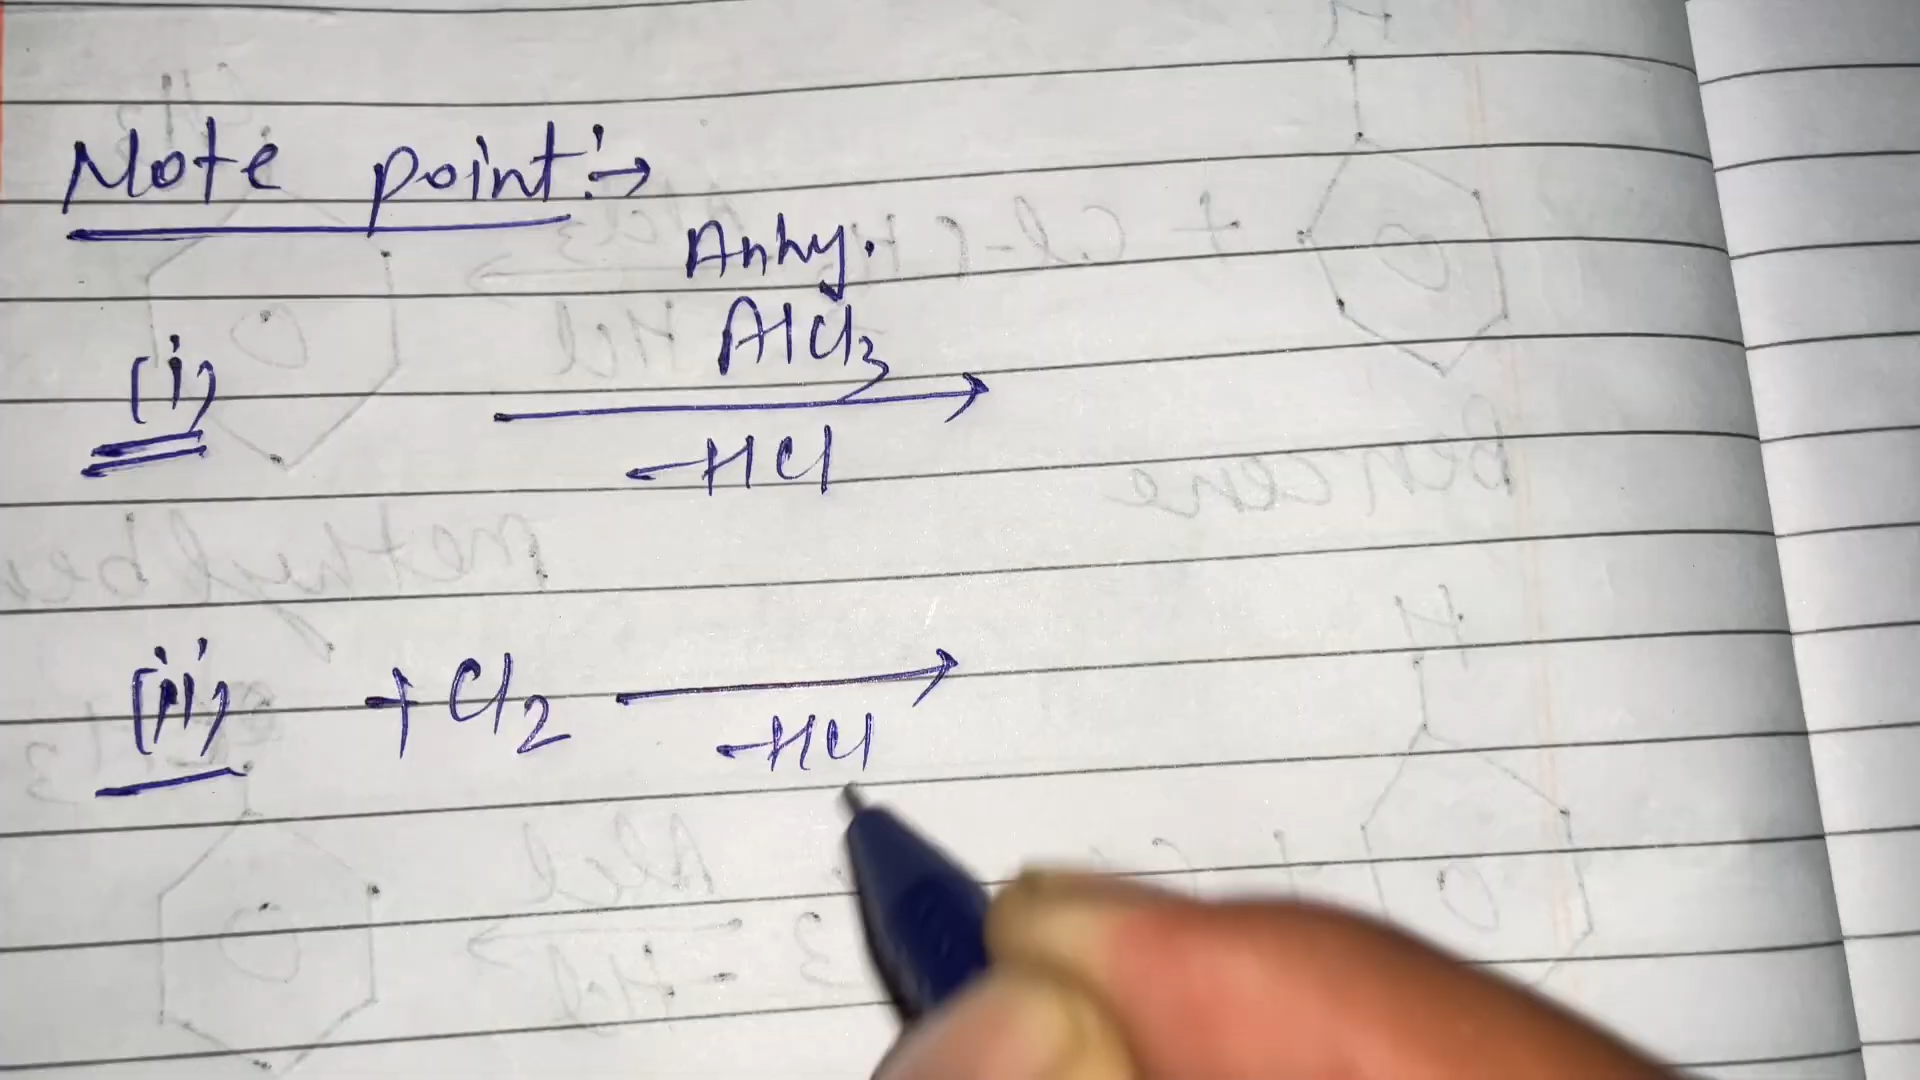 Note point:→
Anhy.
(i) AlCl3
-HCl
(ii) + Cl2
-HCl